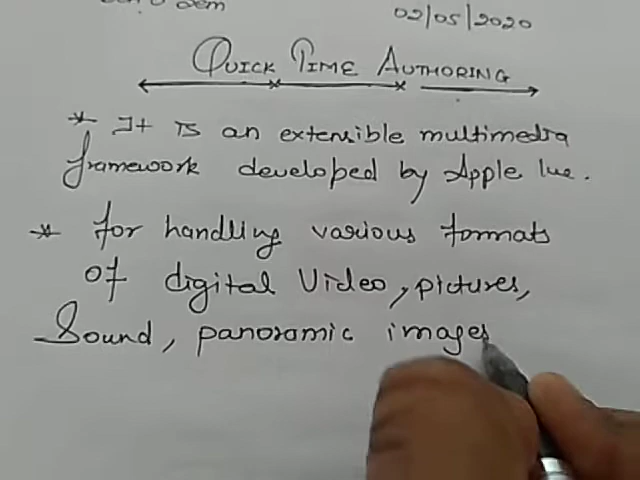 02/05/2020
QUICK TIME AUTHORING
* It is an extensible multimedia
framework developed by Apple Inc.
* for handling various formats
of digital Video, pictures,
Sound, panoramic images